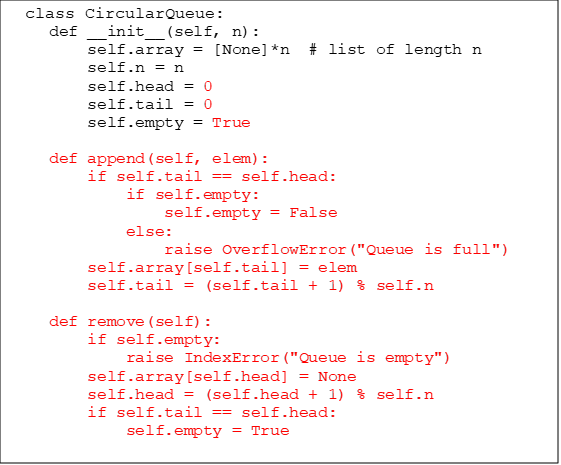 class CircularQueue:
def __init__(self, n):
self.array = [None]*n # list of length n
self.n = n
self.head = 0
self.tail = 0
self.empty = True
def append(self, elem):
if self.tail == self.head:
if self.empty:
self.empty = False
else:
raise OverflowError("Queue is full")
self.array[self.tail] = elem
self.tail = (self.tail + 1) % self.n
def remove(self):
if self.empty:
raise IndexError("Queue is empty")
self.array[self.head] = None
self.head = (self.head + 1) % self.n
if self.tail == self.head:
self.empty = True